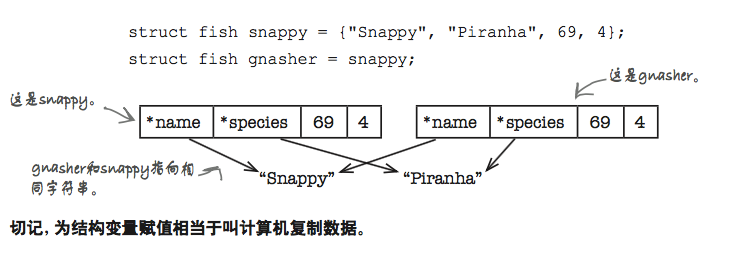 struct fish snappy = {"Snappy", "Piranha", 69, 4};
struct fish gnasher = snappy;
这是gnasher。
这是snappy。
*name *species 69 4 *name *species 69 4
gnasher和snappy指向相
同字符串。
“Snappy” “Piranha”
切记，为结构变量赋值相当于叫计算机复制数据。